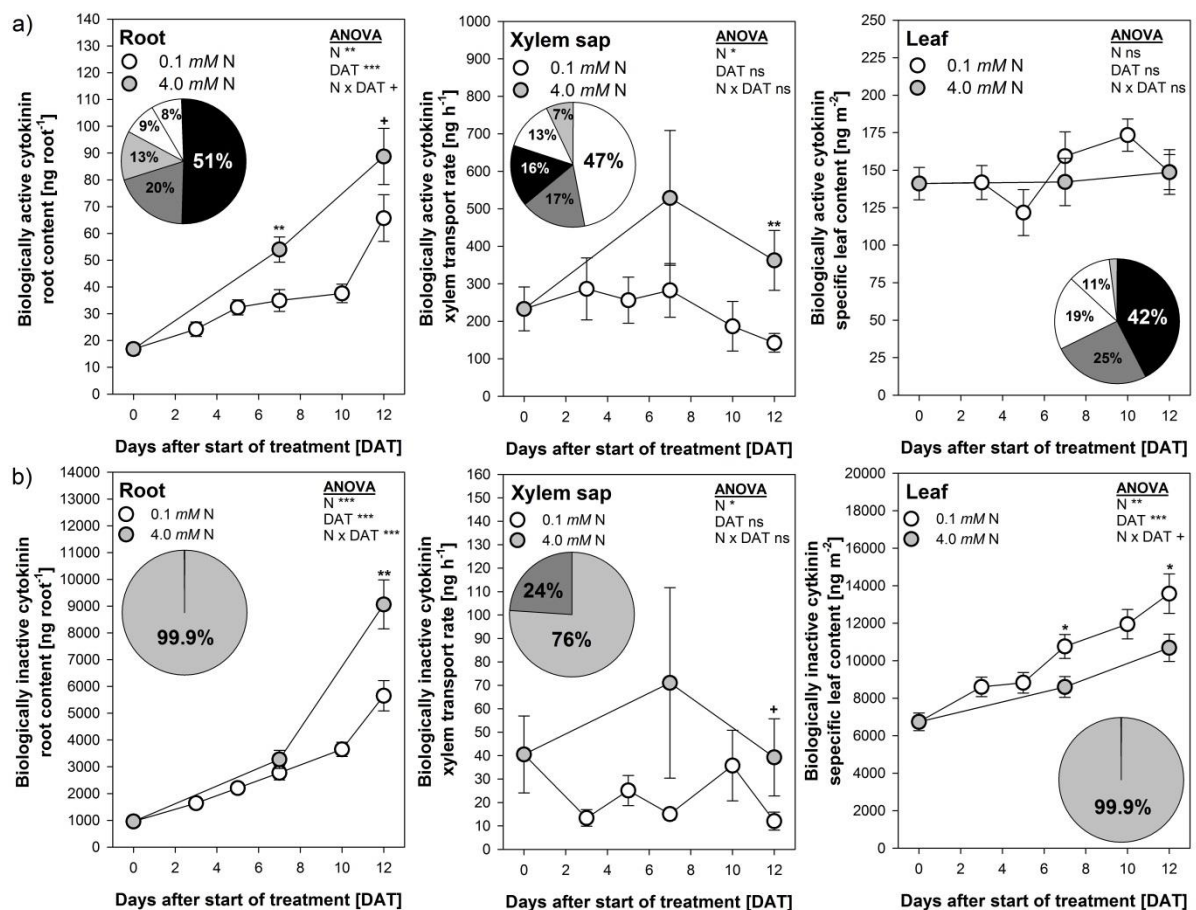 a)
Root
0.1 mM N
4.0 mM N
ANOVA
N **
DAT ***
N x DAT +
8%
9%
13%
20%
51%
**
+
140
130
120
110
100
90
80
70
60
50
40
30
20
10
0
Biologically active cytokinin
root content [ng root-1]
0 2 4 6 8 10 12
Days after start of treatment [DAT]
Xylem sap
0.1 mM N
4.0 mM N
ANOVA
N *
DAT ns
N x DAT ns
7%
13%
16%
17%
47%
**
1000
900
800
700
600
500
400
300
200
100
0
Biologically active cytokinin
xylem transport rate [ng h-1]
0 2 4 6 8 10 12
Days after start of treatment [DAT]
Leaf
0.1 mM N
4.0 mM N
ANOVA
N ns
DAT ns
N x DAT ns
11%
19%
25%
42%
250
225
200
175
150
125
100
75
50
25
0
Biologically active cytokinin
specific leaf content [ng m-2]
0 2 4 6 8 10 12
Days after start of treatment [DAT]
b)
Root
0.1 mM N
4.0 mM N
ANOVA
N ***
DAT ***
N x DAT ***
99.9%
**
14000
13000
12000
11000
10000
9000
8000
7000
6000
5000
4000
3000
2000
1000
0
Biologically inactive cytokinin
root content [ng root-1]
0 2 4 6 8 10 12
Days after start of treatment [DAT]
Xylem sap
0.1 mM N
4.0 mM N
ANOVA
N *
DAT ns
N x DAT ns
24%
76%
+
160
150
140
130
120
110
100
90
80
70
60
50
40
30
20
10
0
Biologically inactive cytokinin
xylem transport rate [ng h-1]
0 2 4 6 8 10 12
Days after start of treatment [DAT]
Leaf
0.1 mM N
4.0 mM N
ANOVA
N **
DAT ***
N x DAT +
*
*
99.9%
20000
18000
16000
14000
12000
10000
8000
6000
4000
2000
0
Biologically inactive cytkinin
sepecific leaf content [ng m-2]
0 2 4 6 8 10 12
Days after start of treatment [DAT]